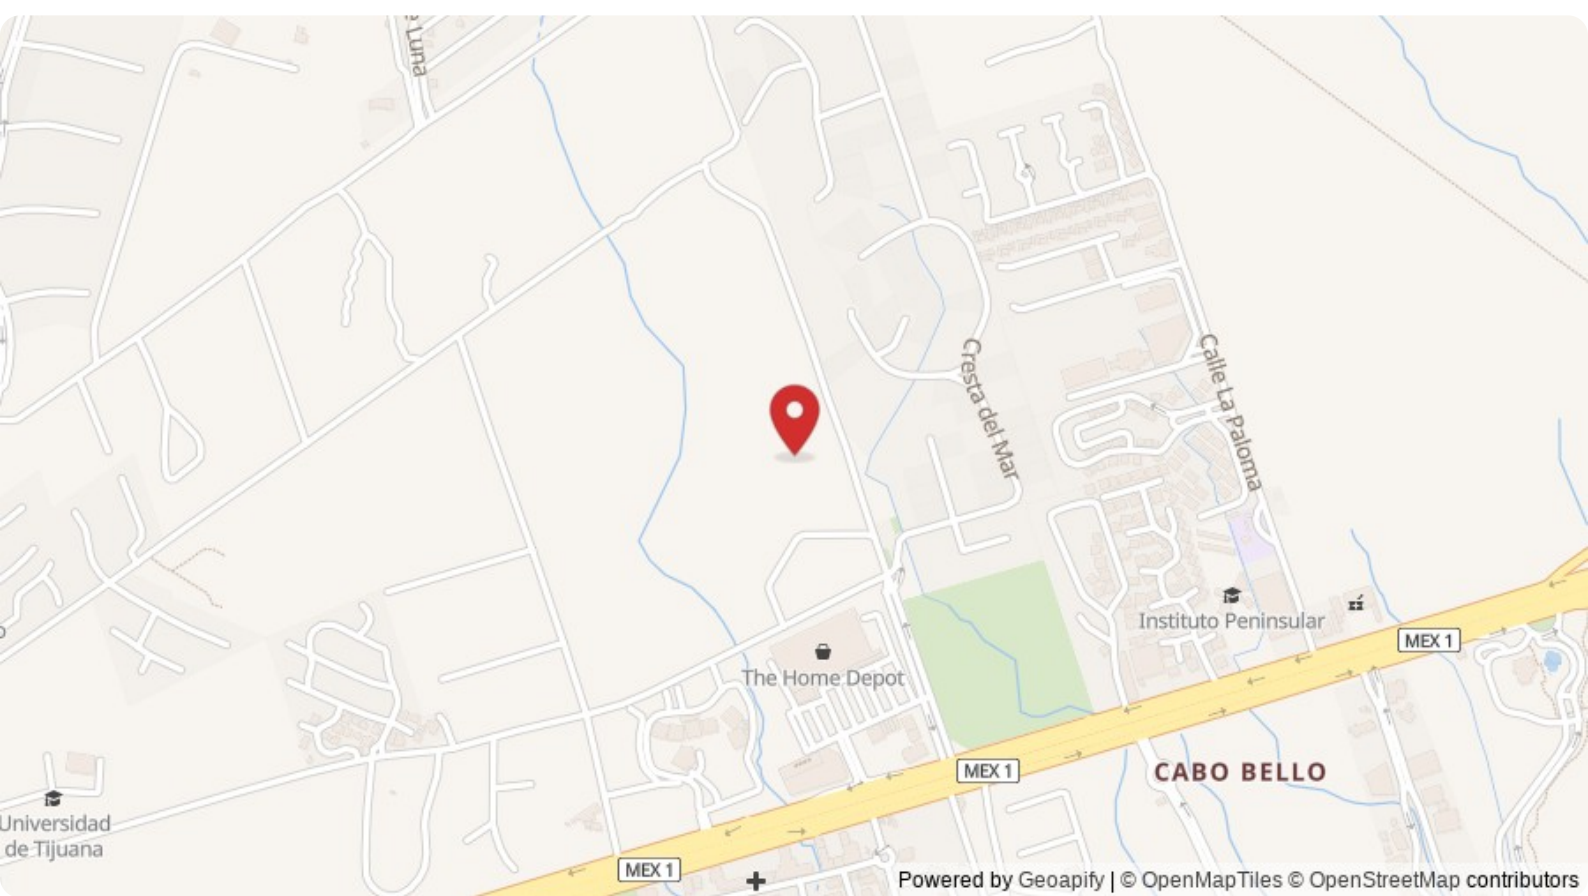 Luna
Cresta del Mar
Calle La Paloma
Instituto Peninsular
MEX 1
The Home Depot
MEX 1
CABO BELLO
Universidad
de Tijuana
MEX 1
Powered by Geoapify | © OpenMapTiles © OpenStreetMap contributors